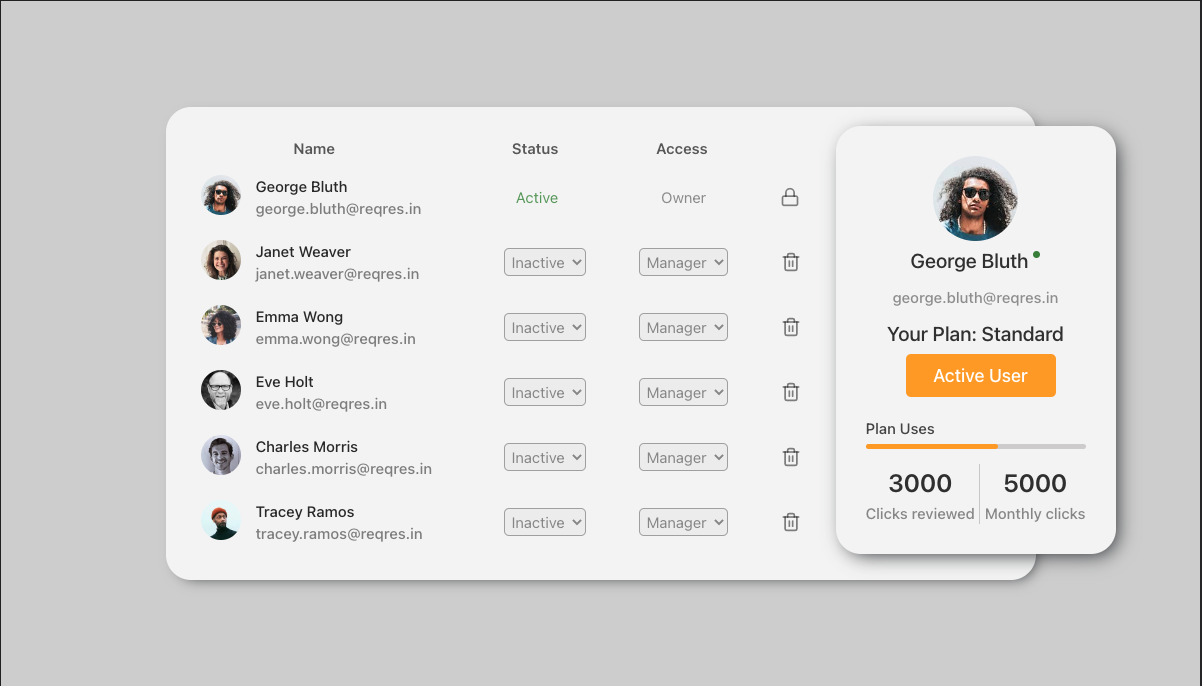 Name Status Access
George Bluth
george.bluth@reqres.in
Active Owner
Janet Weaver
janet.weaver@reqres.in
Inactive Manager
Emma Wong
emma.wong@reqres.in
Inactive Manager
Eve Holt
eve.holt@reqres.in
Inactive Manager
Charles Morris
charles.morris@reqres.in
Inactive Manager
Tracey Ramos
tracey.ramos@reqres.in
Inactive Manager
George Bluth
george.bluth@reqres.in
Your Plan: Standard
Active User
Plan Uses
3000 5000
Clicks reviewed Monthly clicks